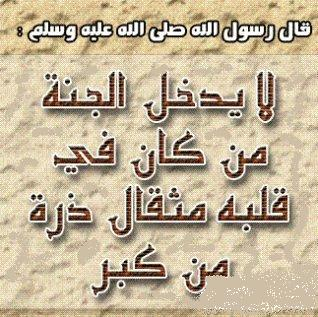 قال رسول الله صلى الله عليه وسلم :
لا يدخل الجنة
من كان في
قلبه مثقال ذرة
من كبر